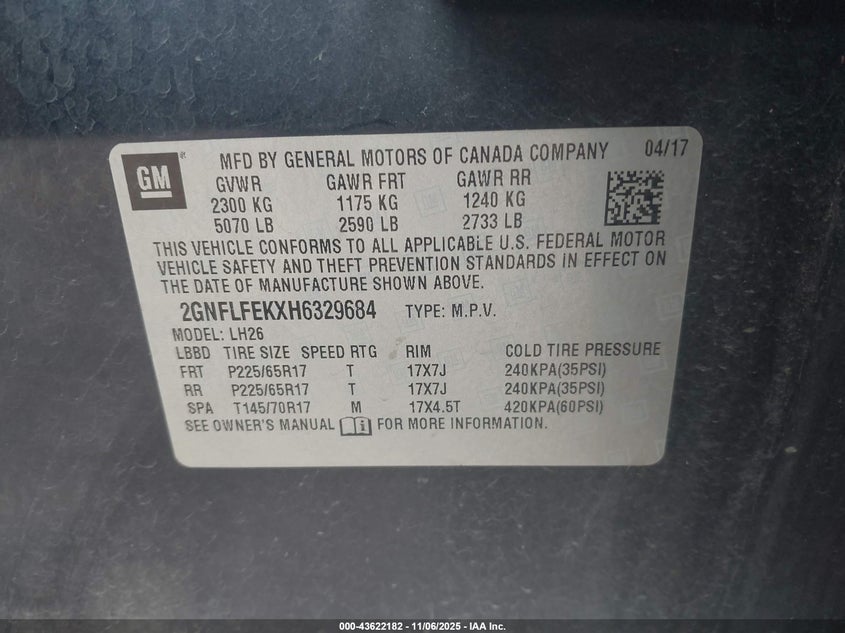 GM ® MFD BY GENERAL MOTORS OF CANADA COMPANY 04/17
GVWR GAWR FRT GAWR RR
2300 KG 1175 KG 1240 KG
5070 LB 2590 LB 2733 LB
THIS VEHICLE CONFORMS TO ALL APPLICABLE U.S. FEDERAL MOTOR
VEHICLE SAFETY AND THEFT PREVENTION STANDARDS IN EFFECT ON
THE DATE OF MANUFACTURE SHOWN ABOVE.
2GNFLFEKXH6329684 TYPE: M.P.V.
MODEL: LH26
LBBD TIRE SIZE SPEED RTG RIM COLD TIRE PRESSURE
FRT P225/65R17 T 17X7J 240KPA(35PSI)
RR P225/65R17 T 17X7J 240KPA(35PSI)
SPA T145/70R17 M 17X4.5T 420KPA(60PSI)
SEE OWNER'S MANUAL FOR MORE INFORMATION.
000-43622182 - 11/06/2025 - IAA Inc.